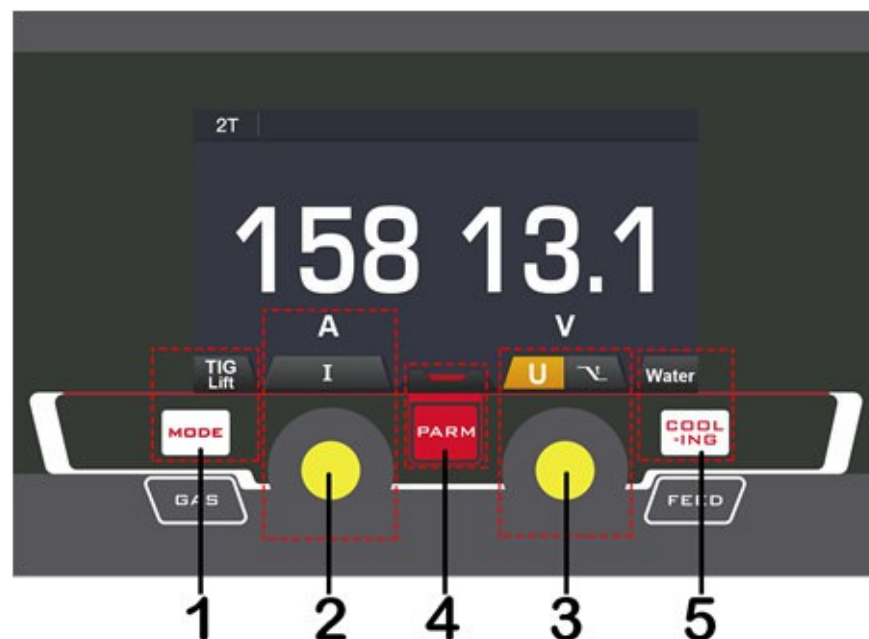 2T
158 13.1
A V
TIG
Lift
I
U
Water
MODE
PARM
COOL
-ING
GAS
FEED
1 2 4 3 5